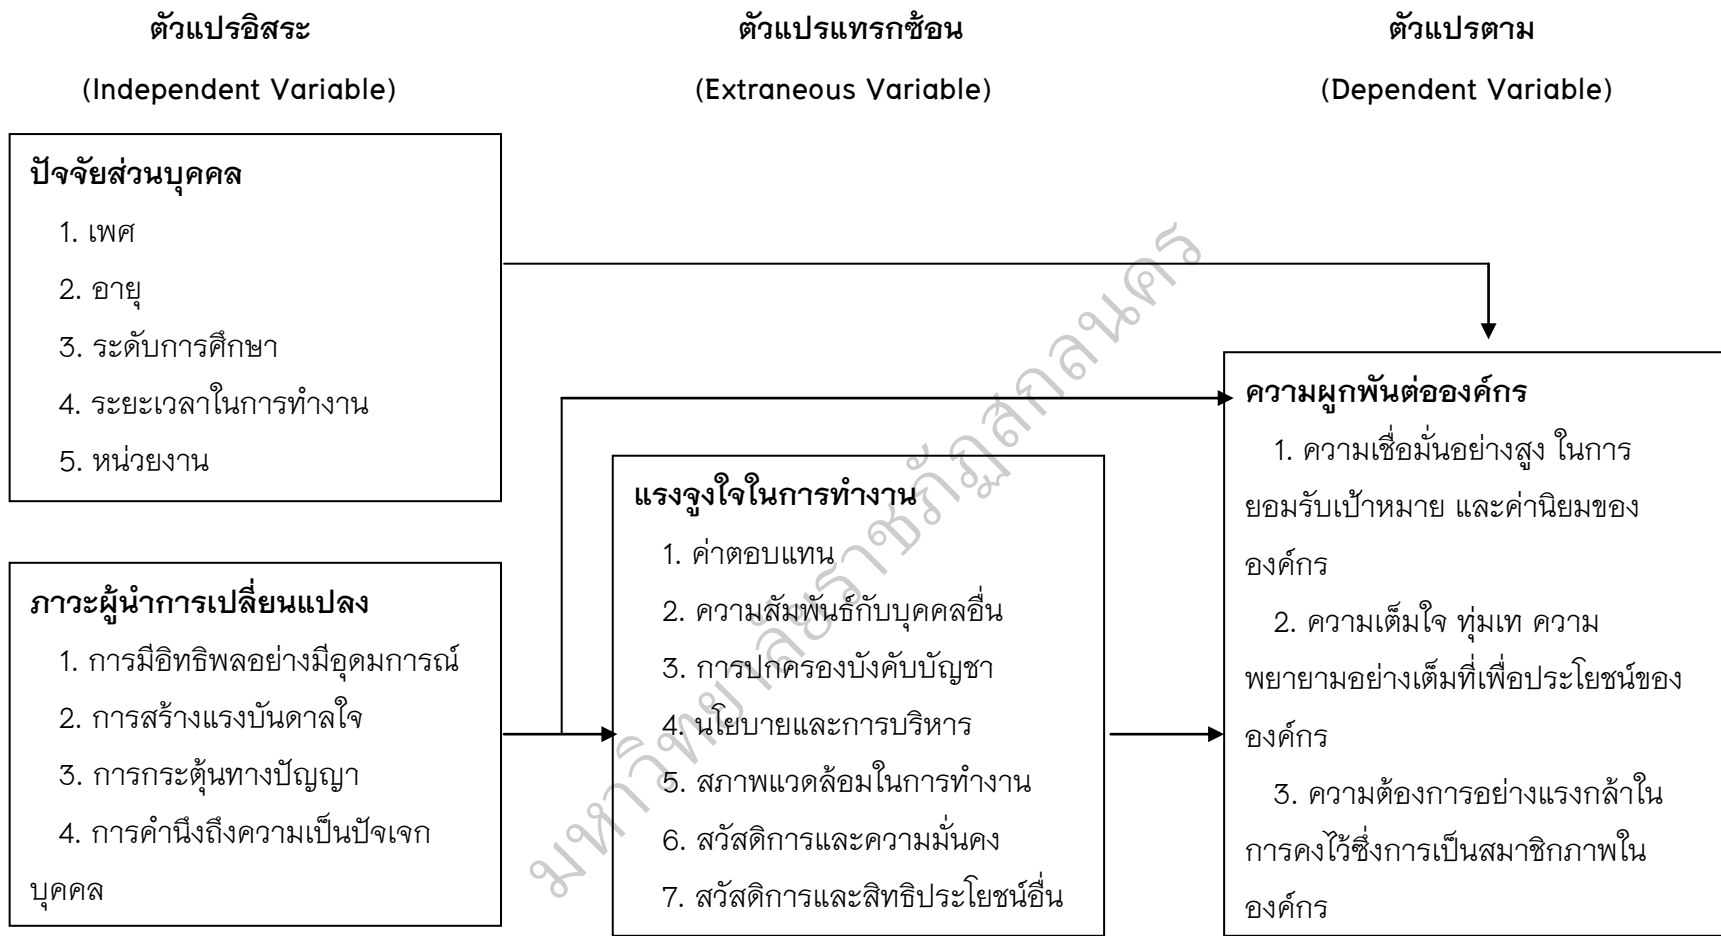 ตัวแปรอิสระ
(Independent Variable)
ตัวแปรแทรกซ้อน
(Extraneous Variable)
ตัวแปรตาม
(Dependent Variable)
ปัจจัยส่วนบุคคล
1. เพศ
2. อายุ
3. ระดับการศึกษา
4. ระยะเวลาในการทำงาน
5. หน่วยงาน
ภาวะผู้นำการเปลี่ยนแปลง
1. การมีอิทธิพลอย่างมีอุดมการณ์
2. การสร้างแรงบันดาลใจ
3. การกระตุ้นทางปัญญา
4. การคำนึงถึงความเป็นปัจเจก
บุคคล
แรงจูงใจในการทำงาน
1. ค่าตอบแทน
2. ความสัมพันธ์กับบุคคลอื่น
3. การปกครองบังคับบัญชา
4. นโยบายและการบริหาร
5. สภาพแวดล้อมในการทำงาน
6. สวัสดิการและความมั่นคง
7. สวัสดิการและสิทธิประโยชน์อื่น
ความผูกพันต่อองค์กร
1. ความเชื่อมั่นอย่างสูง ในการ
ยอมรับเป้าหมาย และค่านิยมของ
องค์กร
2. ความเต็มใจ ทุ่มเท ความ
พยายามอย่างเต็มที่เพื่อประโยชน์ของ
องค์กร
3. ความต้องการอย่างแรงกล้าใน
การคงไว้ซึ่งการเป็นสมาชิกภาพใน
องค์กร
มหาวิทยาลัยราชภัฏสกลนคร